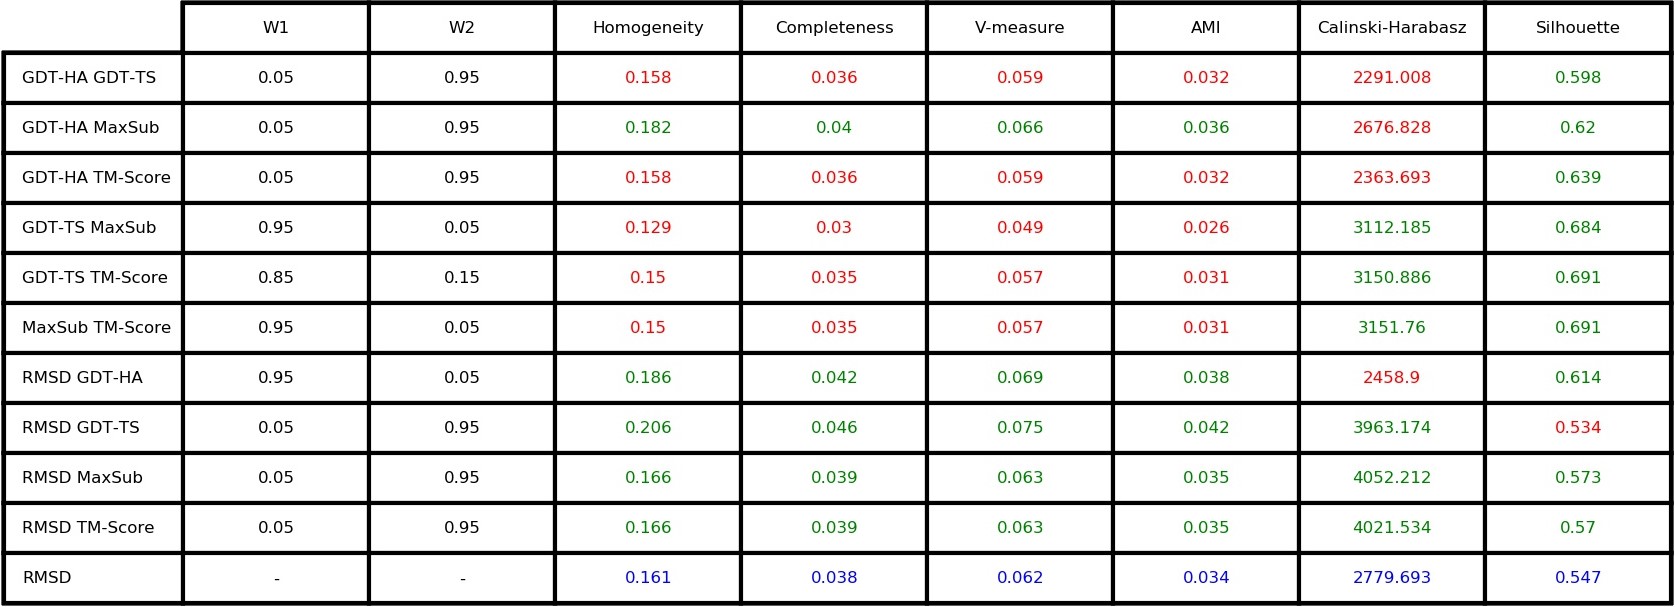 W1 W2 Homogeneity Completeness V-measure AMI Calinski-Harabasz Silhouette
GDT-HA GDT-TS 0.05 0.95 0.158 0.036 0.059 0.032 2291.008 0.598
GDT-HA MaxSub 0.05 0.95 0.182 0.04 0.066 0.036 2676.828 0.62
GDT-HA TM-Score 0.05 0.95 0.158 0.036 0.059 0.032 2363.693 0.639
GDT-TS MaxSub 0.95 0.05 0.129 0.03 0.049 0.026 3112.185 0.684
GDT-TS TM-Score 0.85 0.15 0.15 0.035 0.057 0.031 3150.886 0.691
MaxSub TM-Score 0.95 0.05 0.15 0.035 0.057 0.031 3151.76 0.691
RMSD GDT-HA 0.95 0.05 0.186 0.042 0.069 0.038 2458.9 0.614
RMSD GDT-TS 0.05 0.95 0.206 0.046 0.075 0.042 3963.174 0.534
RMSD MaxSub 0.05 0.95 0.166 0.039 0.063 0.035 4052.212 0.573
RMSD TM-Score 0.05 0.95 0.166 0.039 0.063 0.035 4021.534 0.57
RMSD - - 0.161 0.038 0.062 0.034 2779.693 0.547